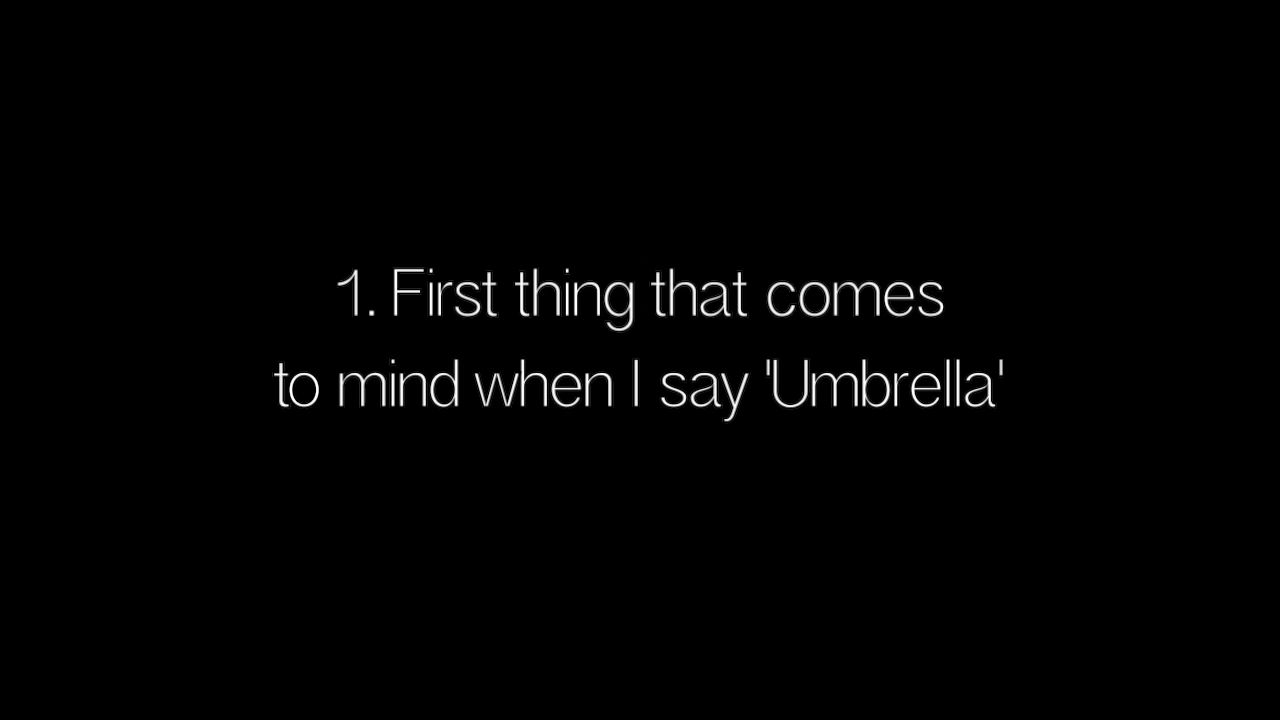 1. First thing that comes
to mind when I say 'Umbrella'